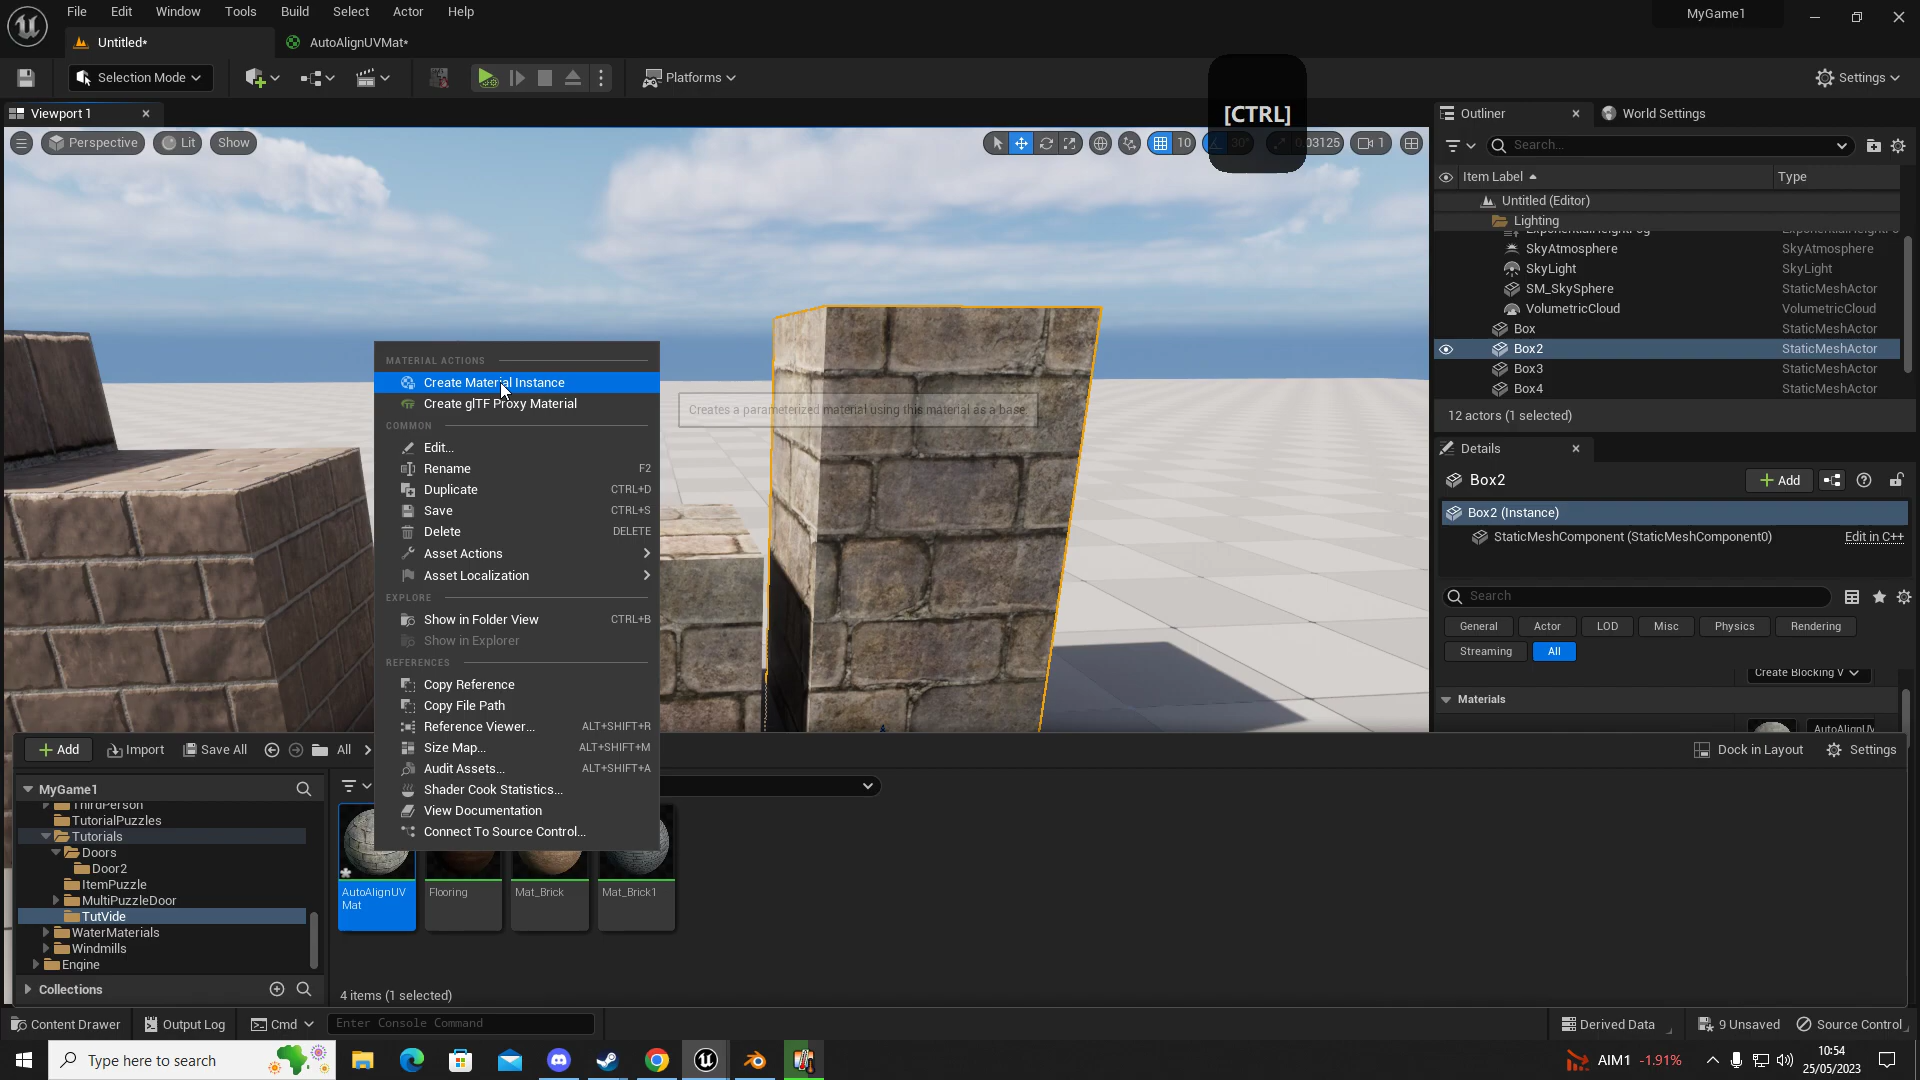 File Edit Window Tools Build Select Actor Help
MyGame1
Untitled*
AutoAlignUVMat*
Selection Mode
Platforms
Settings
[CTRL]
Viewport 1
Perspective
Lit
Show
10
30°
0.03125
1
Outliner
World Settings
Search...
Item Label
Type
Untitled (Editor)
Lighting
SkyAtmosphere SkyAtmosphere
SkyLight SkyLight
SM_SkySphere StaticMeshActor
VolumetricCloud VolumetricCloud
Box StaticMeshActor
Box2 StaticMeshActor
Box3 StaticMeshActor
Box4 StaticMeshActor
12 actors (1 selected)
Details
Box2
Add
Box2 (Instance)
StaticMeshComponent (StaticMeshComponent0)
Edit in C++
Search
General
Actor
LOD
Misc
Physics
Rendering
Streaming
All
Create Blocking V
Materials
MATERIAL ACTIONS
Create Material Instance
Create glTF Proxy Material
Creates a parameterized material using this material as a base.
COMMON
Edit...
Rename F2
Duplicate CTRL+D
Save CTRL+S
Delete DELETE
Asset Actions
Asset Localization
EXPLORE
Show in Folder View CTRL+B
Show in Explorer
REFERENCES
Copy Reference
Copy File Path
Reference Viewer... ALT+SHIFT+R
Size Map... ALT+SHIFT+M
Audit Assets... ALT+SHIFT+A
Shader Cook Statistics...
View Documentation
Connect To Source Control...
Add
Import
Save All
All
Dock in Layout
Settings
MyGame1
ThirdPerson
TutorialPuzzles
Tutorials
Doors
Door2
ItemPuzzle
MultiPuzzleDoor
TutVide
WaterMaterials
Windmills
Engine
Collections
AutoAlignUV
Mat
Flooring
Mat_Brick
Mat_Brick1
4 items (1 selected)
Content Drawer
Output Log
Cmd
Enter Console Command
Derived Data
9 Unsaved
Source Control
Type here to search
AIM1 -1.91%
10:54
25/05/2023